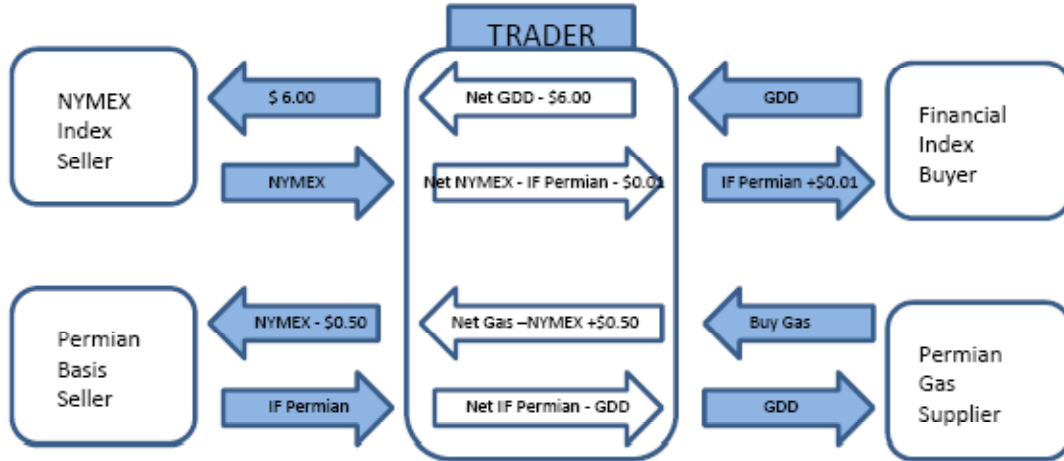 TRADER
NYMEX
Index
Seller
$ 6.00
Net GDD - $6.00
GDD
NYMEX
Net NYMEX - IF Permian - $0.01
IF Permian +$0.01
Financial
Index
Buyer
Permian
Basis
Seller
NYMEX - $0.50
Net Gas –NYMEX +$0.50
Buy Gas
IF Permian
Net IF Permian - GDD
GDD
Permian
Gas
Supplier